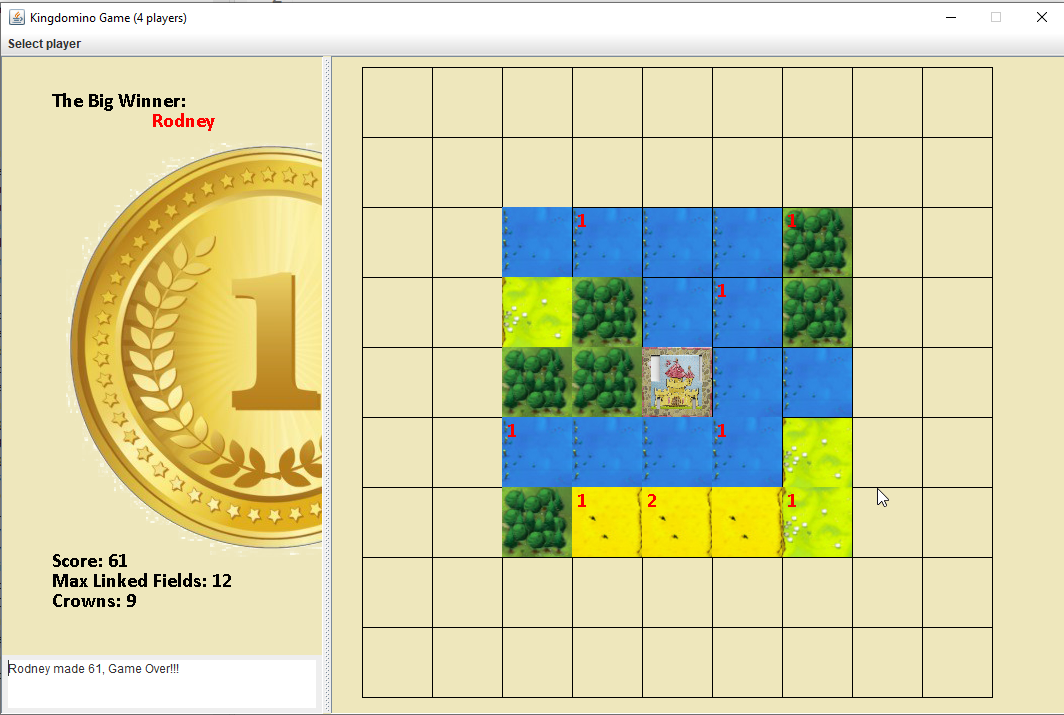 Kingdomino Game (4 players)
Select player
The Big Winner:
Rodney
1
Score: 61
Max Linked Fields: 12
Crowns: 9
Rodney made 61, Game Over!!!
1 1
1
1 1
1 2 1